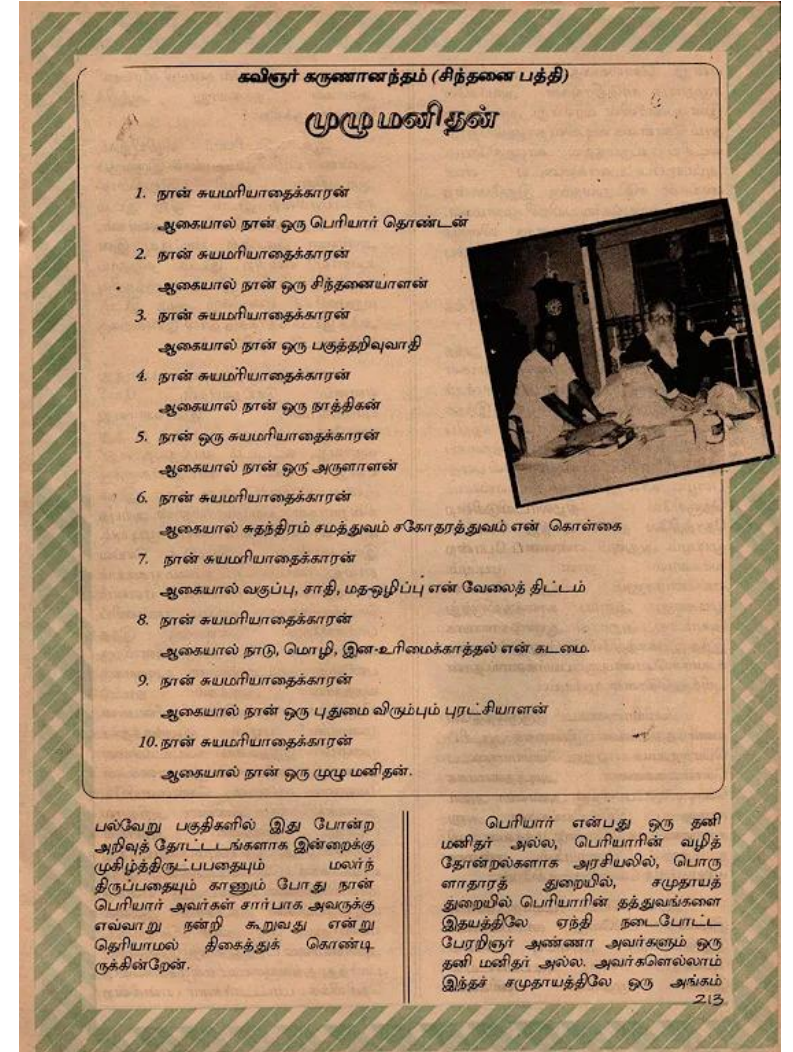 கவிஞர் கருணானந்தம் (சிந்தனை பத்தி)
முழு மனிதன்
1. நான் சுயமரியாதைக்காரன்
ஆகையால் நான் ஒரு பெரியார் தொண்டன்
2. நான் சுயமரியாதைக்காரன்
ஆகையால் நான் ஒரு சிந்தனையாளன்
3. நான் சுயமரியாதைக்காரன்
ஆகையால் நான் ஒரு பகுத்தறிவுவாதி
4. நான் சுயமரியாதைக்காரன்
ஆகையால் நான் ஒரு நாத்திகன்
5. நான் ஒரு சுயமரியாதைக்காரன்
ஆகையால் நான் ஒரு அருளாளன்
6. நான் சுயமரியாதைக்காரன்
ஆகையால் சுதந்திரம் சமத்துவம் சகோதரத்துவம் என் கொள்கை
7. நான் சுயமரியாதைக்காரன்
ஆகையால் வகுப்பு, சாதி, மத-ஒழிப்பு என் வேலைத் திட்டம்
8. நான் சுயமரியாதைக்காரன்
ஆகையால் நாடு, மொழி, இன-உரிமைக்காத்தல் என் கடமை.
9. நான் சுயமரியாதைக்காரன்
ஆகையால் நான் ஒரு புதுமை விரும்பும் புரட்சியாளன்
10. நான் சுயமரியாதைக்காரன்
ஆகையால் நான் ஒரு முழு மனிதன்.
பல்வேறு பகுதிகளில் இது போன்ற
அறிவுத் தோட்டடங்களாக இன்றைக்கு
முகிழ்த்திருட்பபதையும் மலர்ந்
திருப்பதையும் காணும் போது நான்
பெரியார் அவர்கள் சார்பாக அவருக்கு
எவ்வாறு நன்றி கூறுவது என்று
தெரியாமல் திகைத்துக் கொண்டி
ருக்கின்றேன்.
பெரியார் என்பது ஒரு தனி
மனிதர் அல்ல, பெரியாரின் வழித்
தோன்றல்களாக அரசியலில், பொரு
ளாதாரத் துறையில், சமுதாயத்
துறையில் பெரியாரின் தத்துவங்களை
இதயத்திலே ஏந்தி நடைபோட்ட
பேரறிஞர் அண்ணா அவர்களும் ஒரு
தனி மனிதர் அல்ல. அவர்களெல்லாம்
இந்தச் சமுதாயத்திலே ஒரு அங்கம்
213